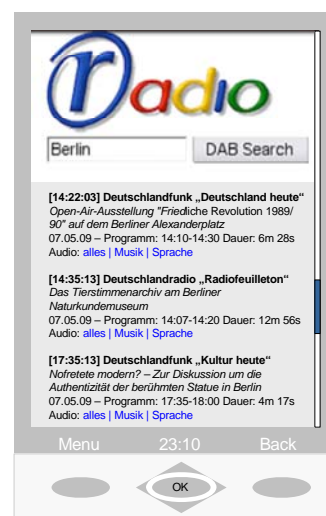 radio
Berlin DAB Search
[14:22:03] Deutschlandfunk „Deutschland heute“
Open-Air-Ausstellung "Friedliche Revolution 1989/
90" auf dem Berliner Alexanderplatz
07.05.09 – Programm: 14:10-14:30 Dauer: 6m 28s
Audio: alles | Musik | Sprache
[14:35:13] Deutschlandradio „Radiofeuilleton“
Das Tierstimmenarchiv am Berliner
Naturkundemuseum
07.05.09 – Programm: 14:07-14:20 Dauer: 12m 56s
Audio: alles | Musik | Sprache
[17:35:13] Deutschlandfunk „Kultur heute“
Nofretete modern? – Zur Diskussion um die
Authentizität der berühmten Statue in Berlin
07.05.09 – Programm: 17:35-18:00 Dauer: 4m 17s
Audio: alles | Musik | Sprache
Menu 23:10 Back
OK